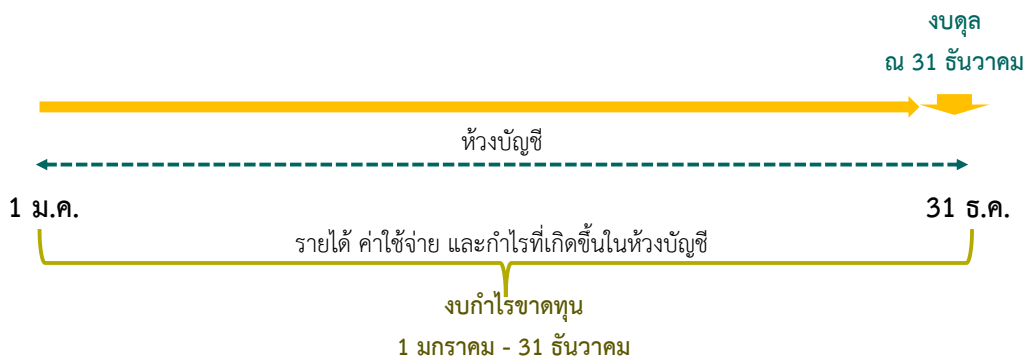 งบดุล
ณ 31 ธันวาคม
ห้วงบัญชี
1 ม.ค.
31 ธ.ค.
รายได้ ค่าใช้จ่าย และกำไรที่เกิดขึ้นในห้วงบัญชี
งบกำไรขาดทุน
1 มกราคม - 31 ธันวาคม